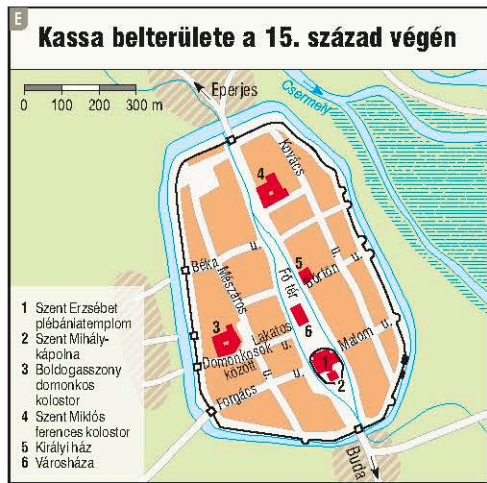 E
Kassa belterülete a 15. század végén
0 100 200 300 m
Eperjes
Csermely
Kovács
4
Béka u.
Mészáros
Fő tér
5
Börtön u.
6
3
Lakatos u.
Malom u.
Domonkosok között u.
1
2
Forgács u.
Buda
1 Szent Erzsébet
plébániatemplom
2 Szent Mihály-
kápolna
3 Boldogasszony
domonkos
kolostor
4 Szent Miklós
ferences kolostor
5 Királyi ház
6 Városháza